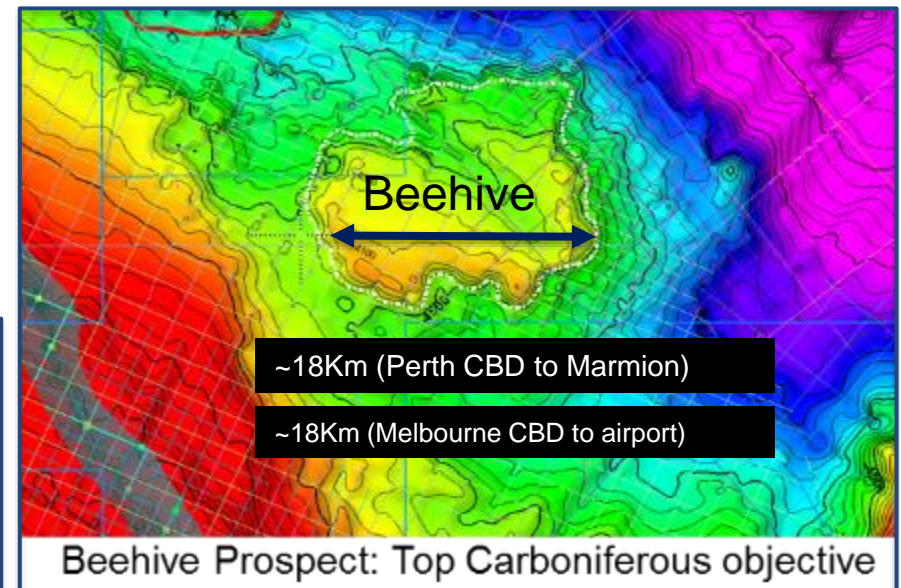 Beehive
~18Km (Perth CBD to Marmion)
~18Km (Melbourne CBD to airport)
Beehive Prospect: Top Carboniferous objective